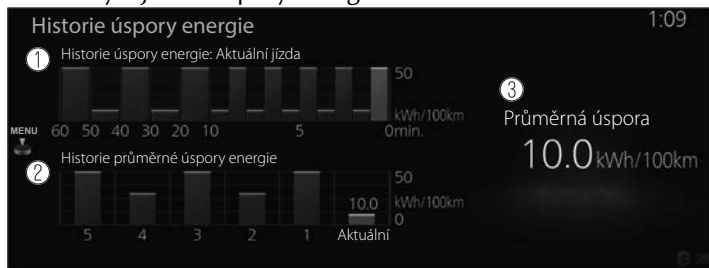 Historie úspory energie
1:09
1
Historie úspory energie: Aktuální jízda
50
kWh/100km
MENU
60 50 40 30 20 10 5 0min.
2
Historie průměrné úspory energie
50
10.0 kWh/100km
0
5 4 3 2 1 Aktuální
3
Průměrná úspora
10.0 kWh/100km